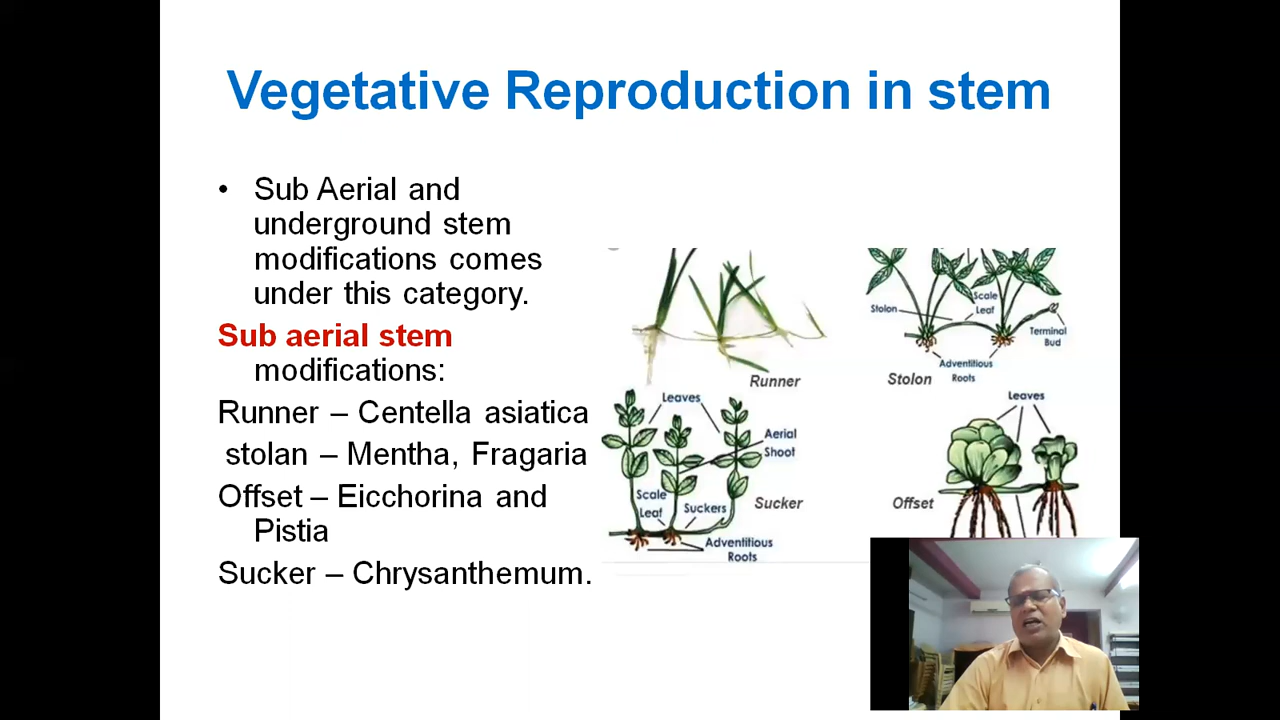 Vegetative Reproduction in stem
• Sub Aerial and
underground stem
modifications comes
under this category.
Sub aerial stem
modifications:
Runner – Centella asiatica
stolan – Mentha, Fragaria
Offset – Eicchorina and
Pistia
Sucker – Chrysanthemum.
Runner
Stolon
Scale
Leaf
Terminal
Bud
Adventitious
Roots
Stolon
Leaves
Aerial
Shoot
Scale
Leaf
Suckers
Sucker
Adventitious
Roots
Leaves
Offset